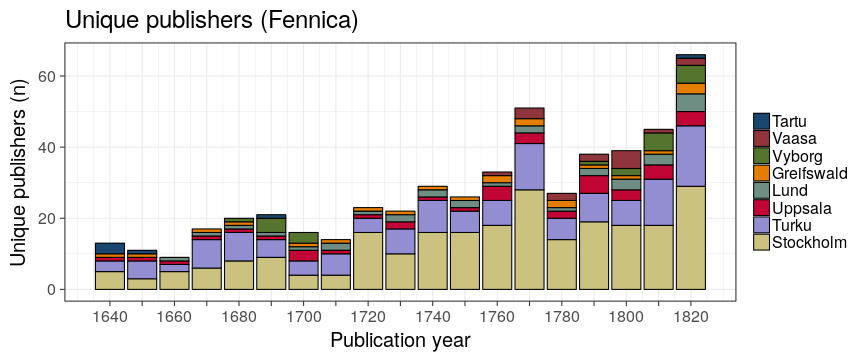 Unique publishers (Fennica)
Unique publishers (n)
60
40
20
0
1640 1660 1680 1700 1720 1740 1760 1780 1800 1820
Publication year
Tartu
Vaasa
Vyborg
Greifswald
Lund
Uppsala
Turku
Stockholm